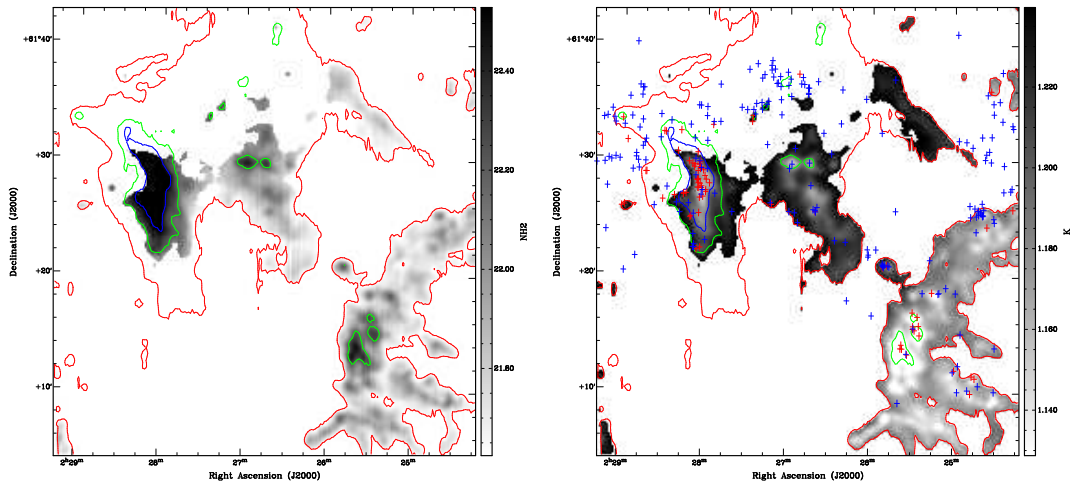 +61°40'
+30'
+20'
+10'
Declination (J2000)
2ʰ29ᵐ
28ᵐ
27ᵐ
26ᵐ
25ᵐ
Right Ascension (J2000)
22.40
22.20
22.00
21.80
NH2
+61°40'
+30'
+20'
+10'
Declination (J2000)
2ʰ29ᵐ
28ᵐ
27ᵐ
26ᵐ
25ᵐ
Right Ascension (J2000)
1.220
1.200
1.180
1.160
1.140
K